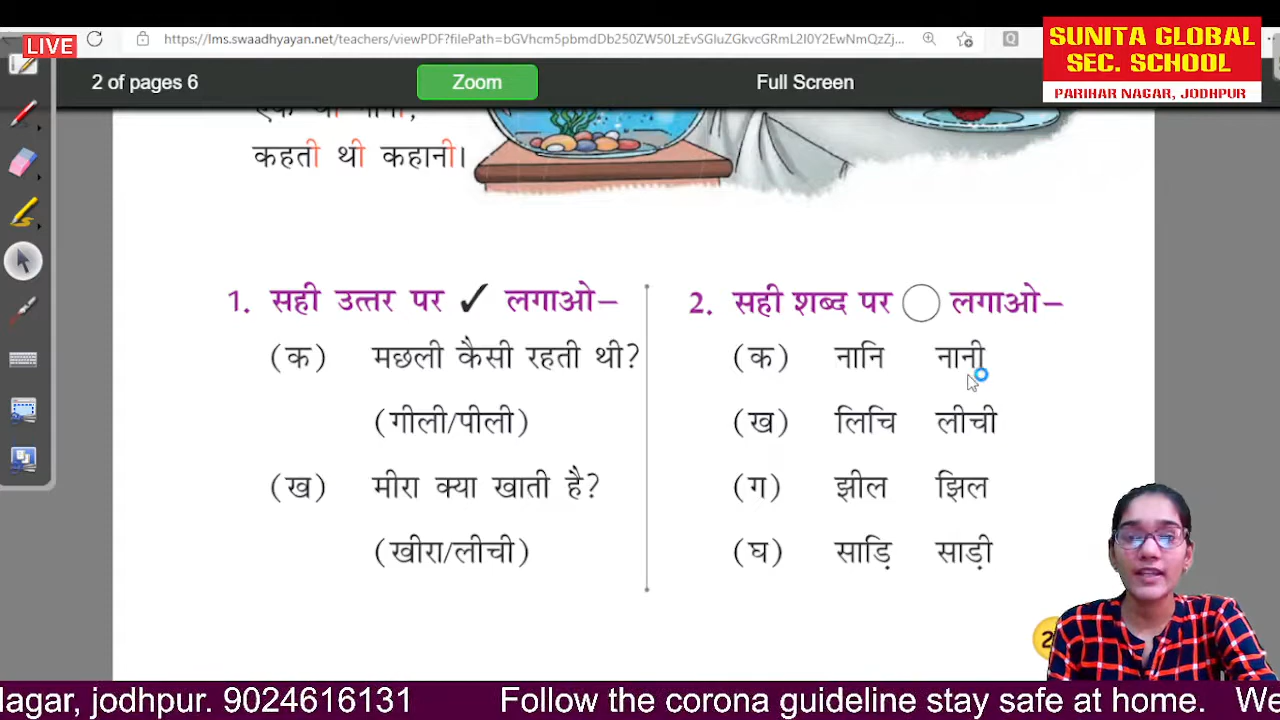 LIVE
https://lms.swaadhyayan.net/teachers/viewPDF?filePath=bGVhcm5pbmdDb250ZW50LzEvSGluZGkvcGRmL2I0Y2EwNmQzZj...
SUNITA GLOBAL
SEC. SCHOOL
PARIHAR NAGAR, JODHPUR
2 of pages 6
Zoom
Full Screen
कहती थी कहानी।
1. सही उत्तर पर ✓ लगाओ–
(क) मछली कैसी रहती थी?
(गीली/पीली)
(ख) मीरा क्या खाती है?
(खीरा/लीची)
2. सही शब्द पर ◯ लगाओ–
(क) नानि नानी
(ख) लिचि लीची
(ग) झील झिल
(घ) साड़ि साड़ी
2
agar, jodhpur. 9024616131 Follow the corona guideline stay safe at home. We